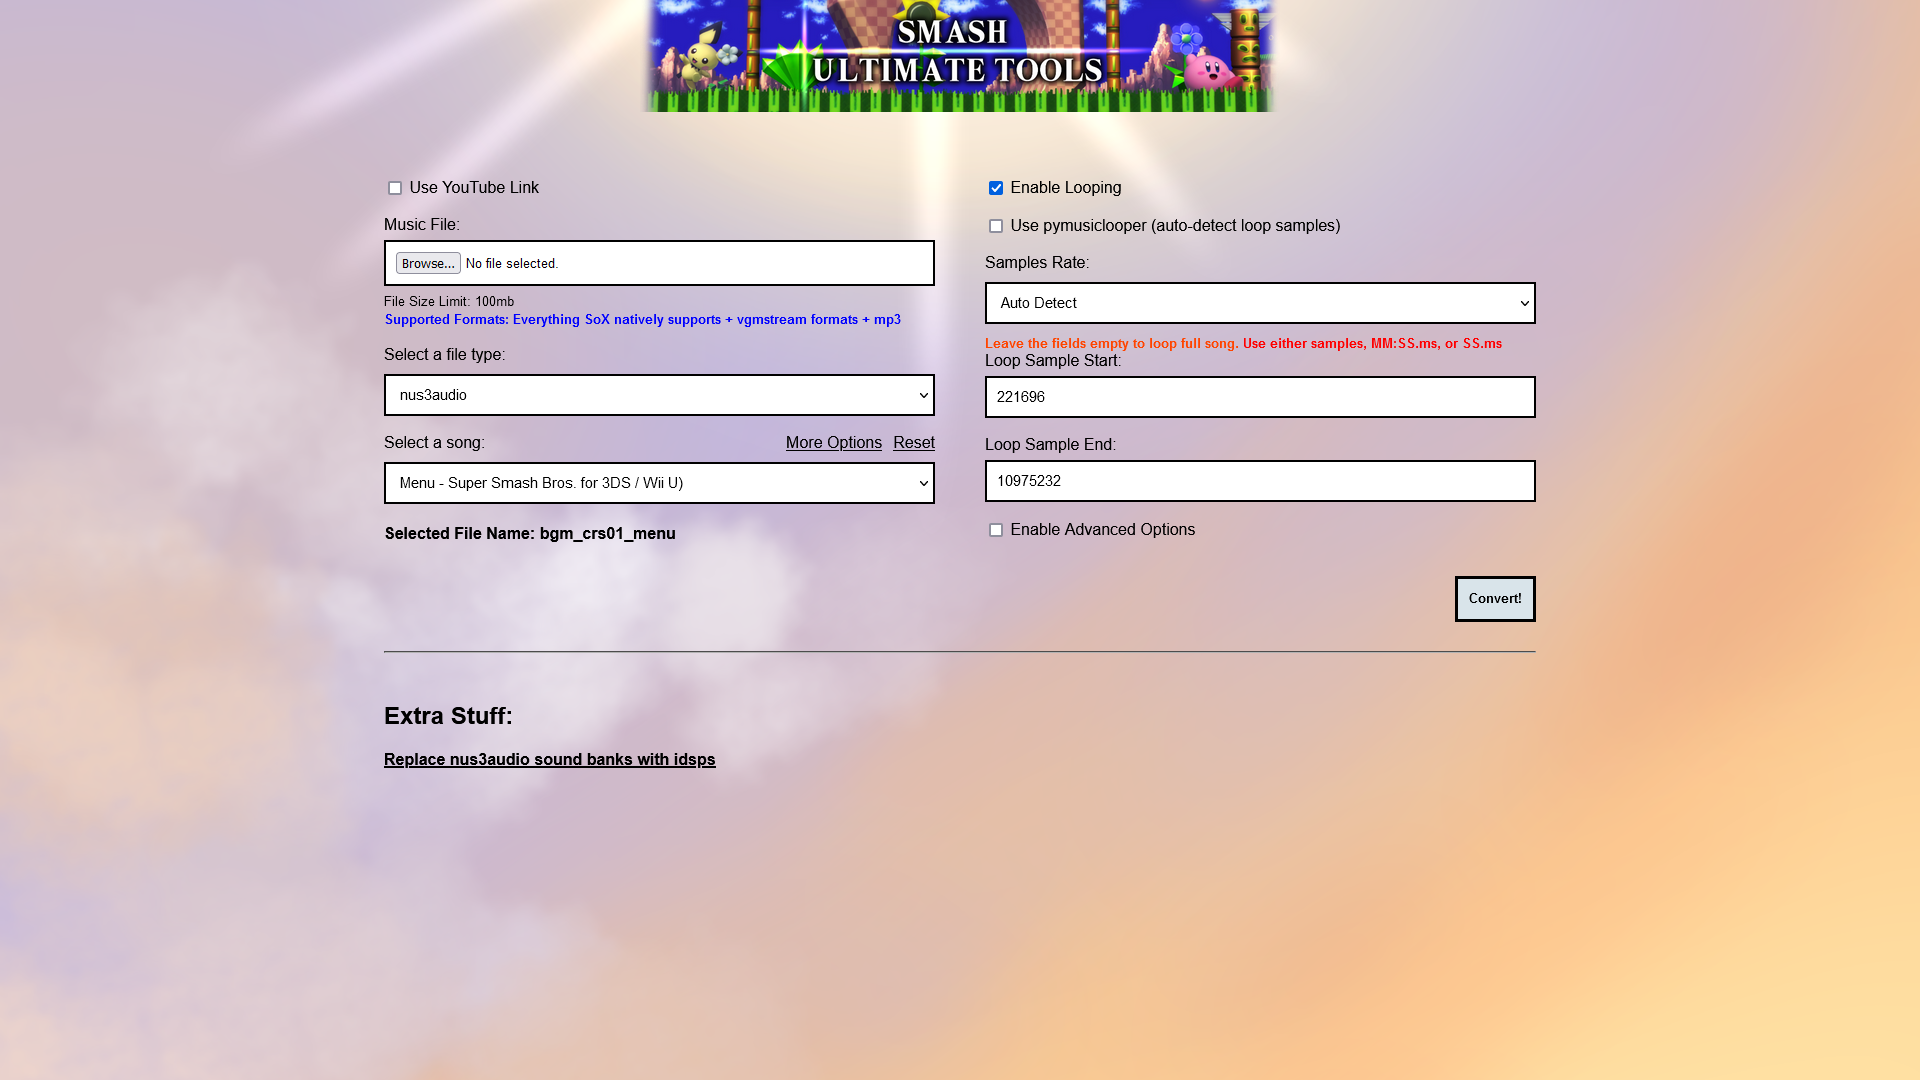 SMASH
ULTIMATE TOOLS
Use YouTube Link
Music File:
Browse... No file selected.
File Size Limit: 100mb
Supported Formats: Everything SoX natively supports + vgmstream formats + mp3
Select a file type:
nus3audio
Select a song: More Options Reset
Menu - Super Smash Bros. for 3DS / Wii U)
Selected File Name: bgm_crs01_menu
Enable Looping
Use pymusiclooper (auto-detect loop samples)
Samples Rate:
Auto Detect
Leave the fields empty to loop full song. Use either samples, MM:SS.ms, or SS.ms
Loop Sample Start:
221696
Loop Sample End:
10975232
Enable Advanced Options
Convert!
Extra Stuff:
Replace nus3audio sound banks with idsps